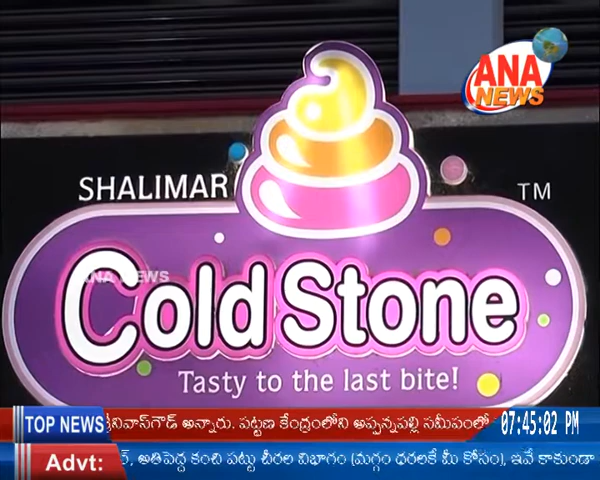 ANA
NEWS
SHALIMAR TM
ANA NEWS
Cold Stone
Tasty to the last bite!
TOP NEWS శ్రీనివాస్‌గౌడ్ అన్నారు. పట్టణ కేంద్రంలోని అప్పన్నపల్లి సమీపంలో 07:45:02 PM
Advt: అతిపెద్ద కంచి పట్టు చీరల విభాగం (మగ్గం ధరలకే మీ కోసం), ఇవే కాకుండా